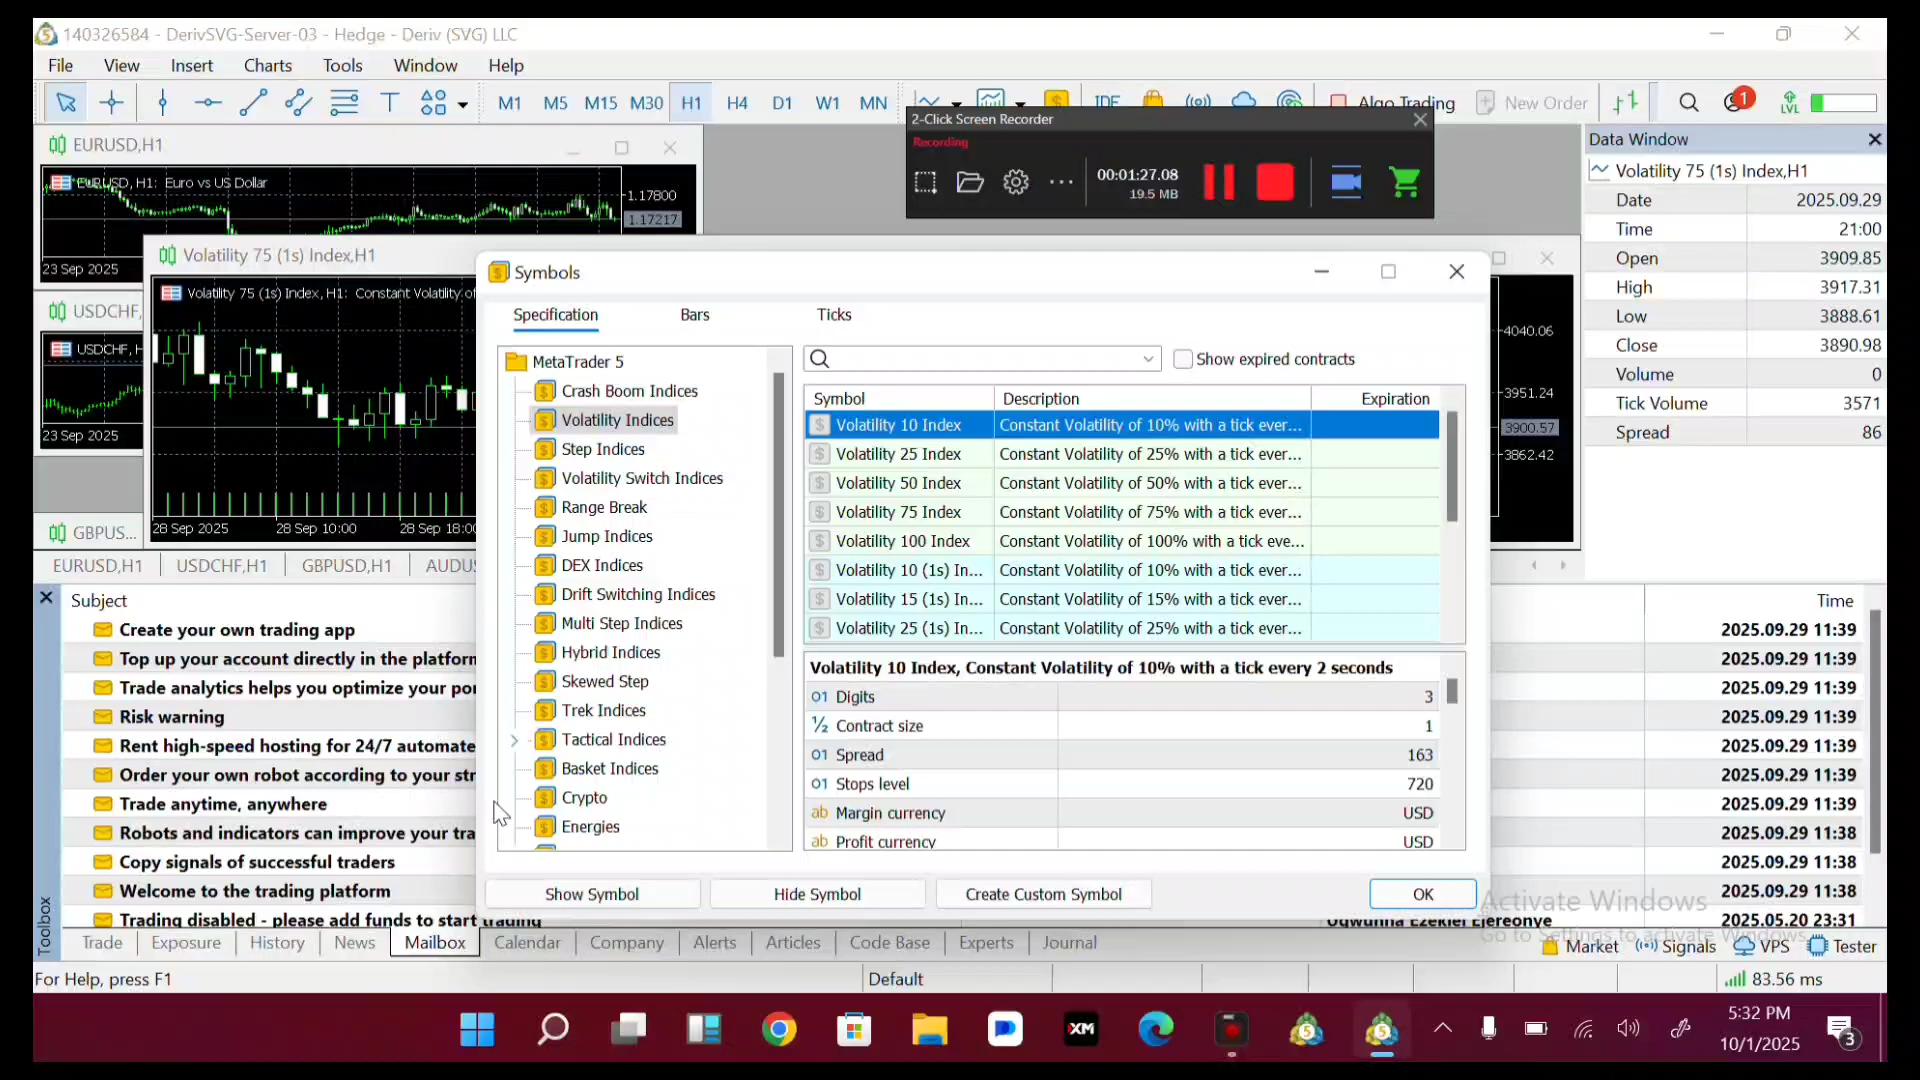 140326584 - DerivSVG-Server-03 - Hedge - Deriv (SVG) LLC
File View Insert Charts Tools Window Help
M1 M5 M15 M30 H1 H4 D1 W1 MN IDE Algo Trading New Order 1 LVL
2-Click Screen Recorder
Recording
00:01:27.08
19.5 MB
EURUSD,H1
EURUSD, H1: Euro vs US Dollar
1.17800
1.17217
23 Sep 2025
USDCHF,
USDCHF, H
23 Sep 2025
GBPUS...
Volatility 75 (1s) Index,H1
Volatility 75 (1s) Index, H1: Constant Volatility of
4040.06
3951.24
3900.57
3862.42
28 Sep 2025 28 Sep 10:00 28 Sep 18:00
EURUSD,H1 USDCHF,H1 GBPUSD,H1 AUDUS
Data Window
Volatility 75 (1s) Index,H1
Date 2025.09.29
Time 21:00
Open 3909.85
High 3917.31
Low 3888.61
Close 3890.98
Volume 0
Tick Volume 3571
Spread 86
Symbols
Specification Bars Ticks
MetaTrader 5
Crash Boom Indices
Volatility Indices
Step Indices
Volatility Switch Indices
Range Break
Jump Indices
DEX Indices
Drift Switching Indices
Multi Step Indices
Hybrid Indices
Skewed Step
Trek Indices
Tactical Indices
Basket Indices
Crypto
Energies
Show expired contracts
Symbol Description Expiration
Volatility 10 Index Constant Volatility of 10% with a tick ever...
Volatility 25 Index Constant Volatility of 25% with a tick ever...
Volatility 50 Index Constant Volatility of 50% with a tick ever...
Volatility 75 Index Constant Volatility of 75% with a tick ever...
Volatility 100 Index Constant Volatility of 100% with a tick eve...
Volatility 10 (1s) In... Constant Volatility of 10% with a tick ever...
Volatility 15 (1s) In... Constant Volatility of 15% with a tick ever...
Volatility 25 (1s) In... Constant Volatility of 25% with a tick ever...
Volatility 10 Index, Constant Volatility of 10% with a tick every 2 seconds
01 Digits 3
½ Contract size 1
01 Spread 163
01 Stops level 720
ab Margin currency USD
ab Profit currency USD
Show Symbol Hide Symbol Create Custom Symbol OK
Subject Time
Create your own trading app 2025.09.29 11:39
Top up your account directly in the platform 2025.09.29 11:39
Trade analytics helps you optimize your po 2025.09.29 11:39
Risk warning 2025.09.29 11:39
Rent high-speed hosting for 24/7 automate 2025.09.29 11:39
Order your own robot according to your str 2025.09.29 11:39
Trade anytime, anywhere 2025.09.29 11:39
Robots and indicators can improve your tra 2025.09.29 11:38
Copy signals of successful traders 2025.09.29 11:38
Welcome to the trading platform 2025.09.29 11:38
Trading disabled - please add funds to start trading Ugwunna Ezekiel Ejereonye 2025.05.20 23:31
Activate Windows
Go to Settings to activate Windows.
Toolbox
Trade Exposure History News Mailbox Calendar Company Alerts Articles Code Base Experts Journal Market Signals VPS Tester
For Help, press F1 Default 83.56 ms
XM
5:32 PM
10/1/2025
3